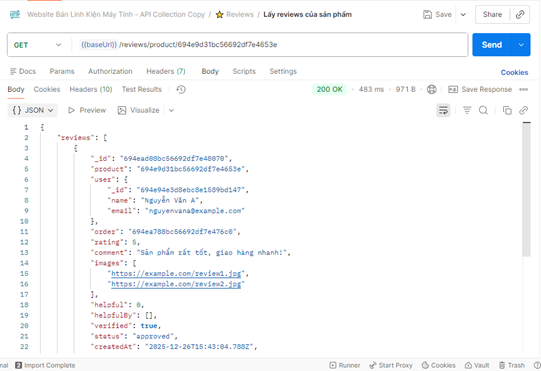 Website Bán Linh Kiện Máy Tính - API Collection Copy / Reviews / Lấy reviews của sản phẩm
Save
Share
GET
{{baseUrl}} /reviews/product/694e9d31bc56692df7e4653e
Send
Docs Params Authorization Headers (7) Body Scripts Settings
Cookies
Body Cookies Headers (10) Test Results
200 OK • 483 ms • 971 B
Save Response
{ } JSON Preview Visualize
1 {
2 "reviews": [
3 {
4 "_id": "694ead08bc56692df7e48070",
5 "product": "694e9d31bc56692df7e4653e",
6 "user": {
7 "_id": "694e94e3d8ebc8e1589bd147",
8 "name": "Nguyễn Văn A",
9 "email": "nguyenvana@example.com"
10 },
11 "order": "694ea788bc56692df7e476c0",
12 "rating": 5,
13 "comment": "Sản phẩm rất tốt, giao hàng nhanh!",
14 "images": [
15 "https://example.com/review1.jpg",
16 "https://example.com/review2.jpg"
17 ],
18 "helpful": 0,
19 "helpfulBy": [],
20 "verified": true,
21 "status": "approved",
22 "createdAt": "2025-12-26T15:43:04.788Z",
2 Import Complete
Runner Start Proxy Cookies Vault Trash